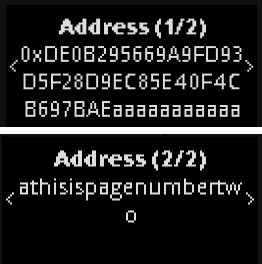 Address (1/2)
0xDE0B295669A9FD93
D5F28D9EC85E40F4C
B697BAEaaaaaaaaaaa
Address (2/2)
athisispagenumbertw
o